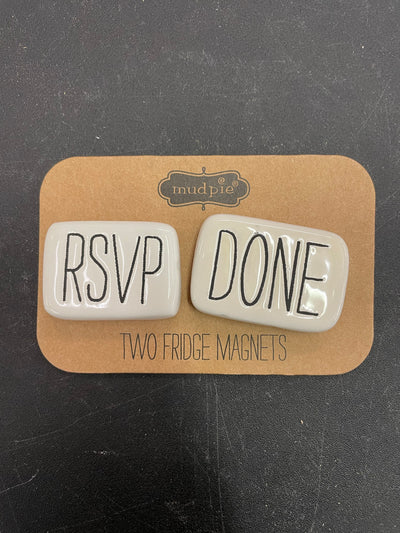 mudpie®
RSVP
DONE
TWO FRIDGE MAGNETS